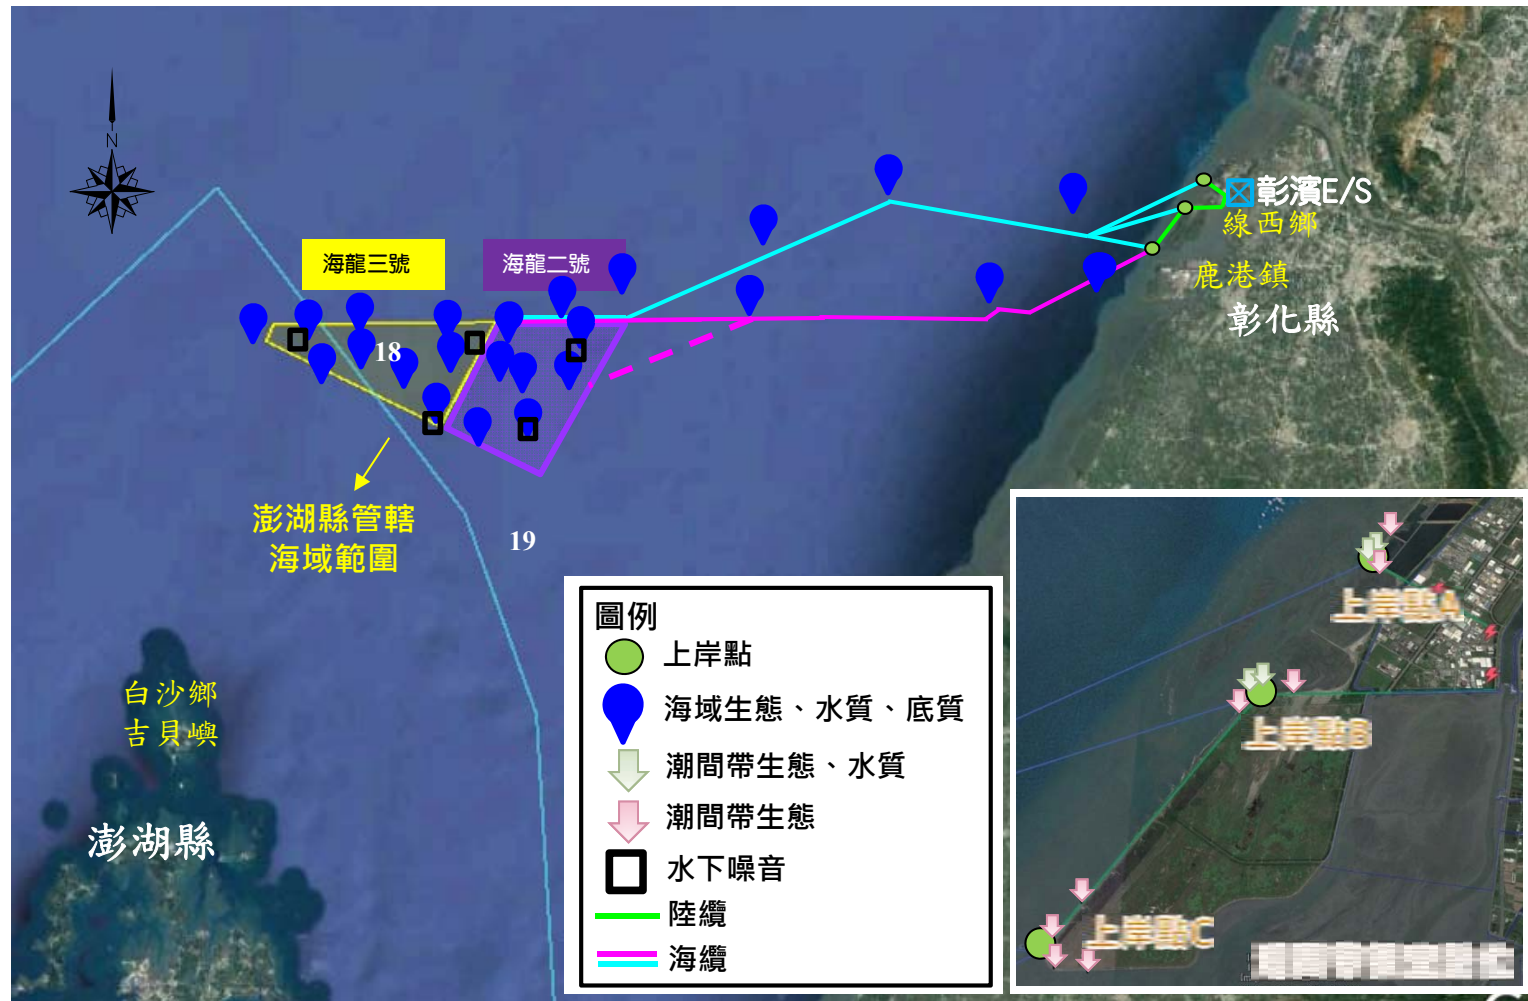 N
彰濱E/S
線西鄉
鹿港鎮
彰化縣
海龍三號
海龍二號
18
澎湖縣管轄
海域範圍
19
白沙鄉
吉貝嶼
澎湖縣
圖例
上岸點
海域生態、水質、底質
潮間帶生態、水質
潮間帶生態
水下噪音
陸纜
海纜
上岸點A
上岸點B
上岸點C